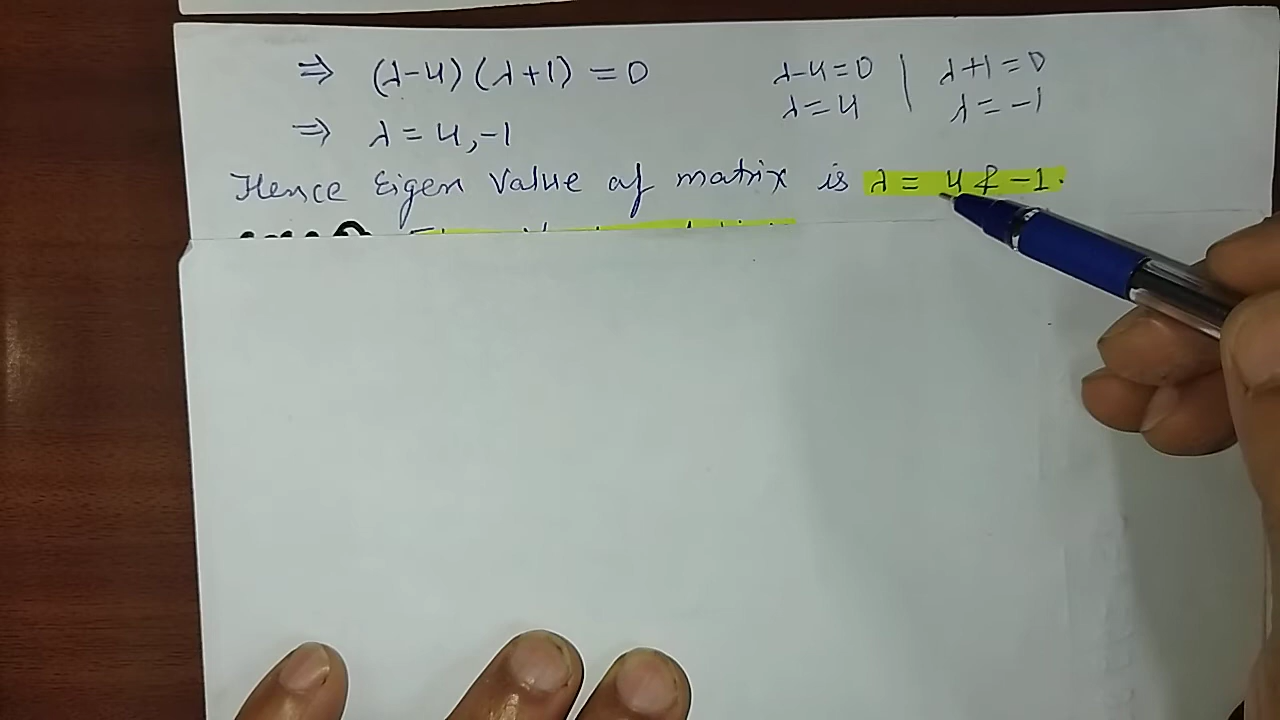 ⇒ (λ-4)(λ+1) = 0 λ-4=0 | λ+1=0
⇒ λ = 4,-1 λ=4 | λ=-1
Hence Eigen Value of matrix is λ = 4 & -1.